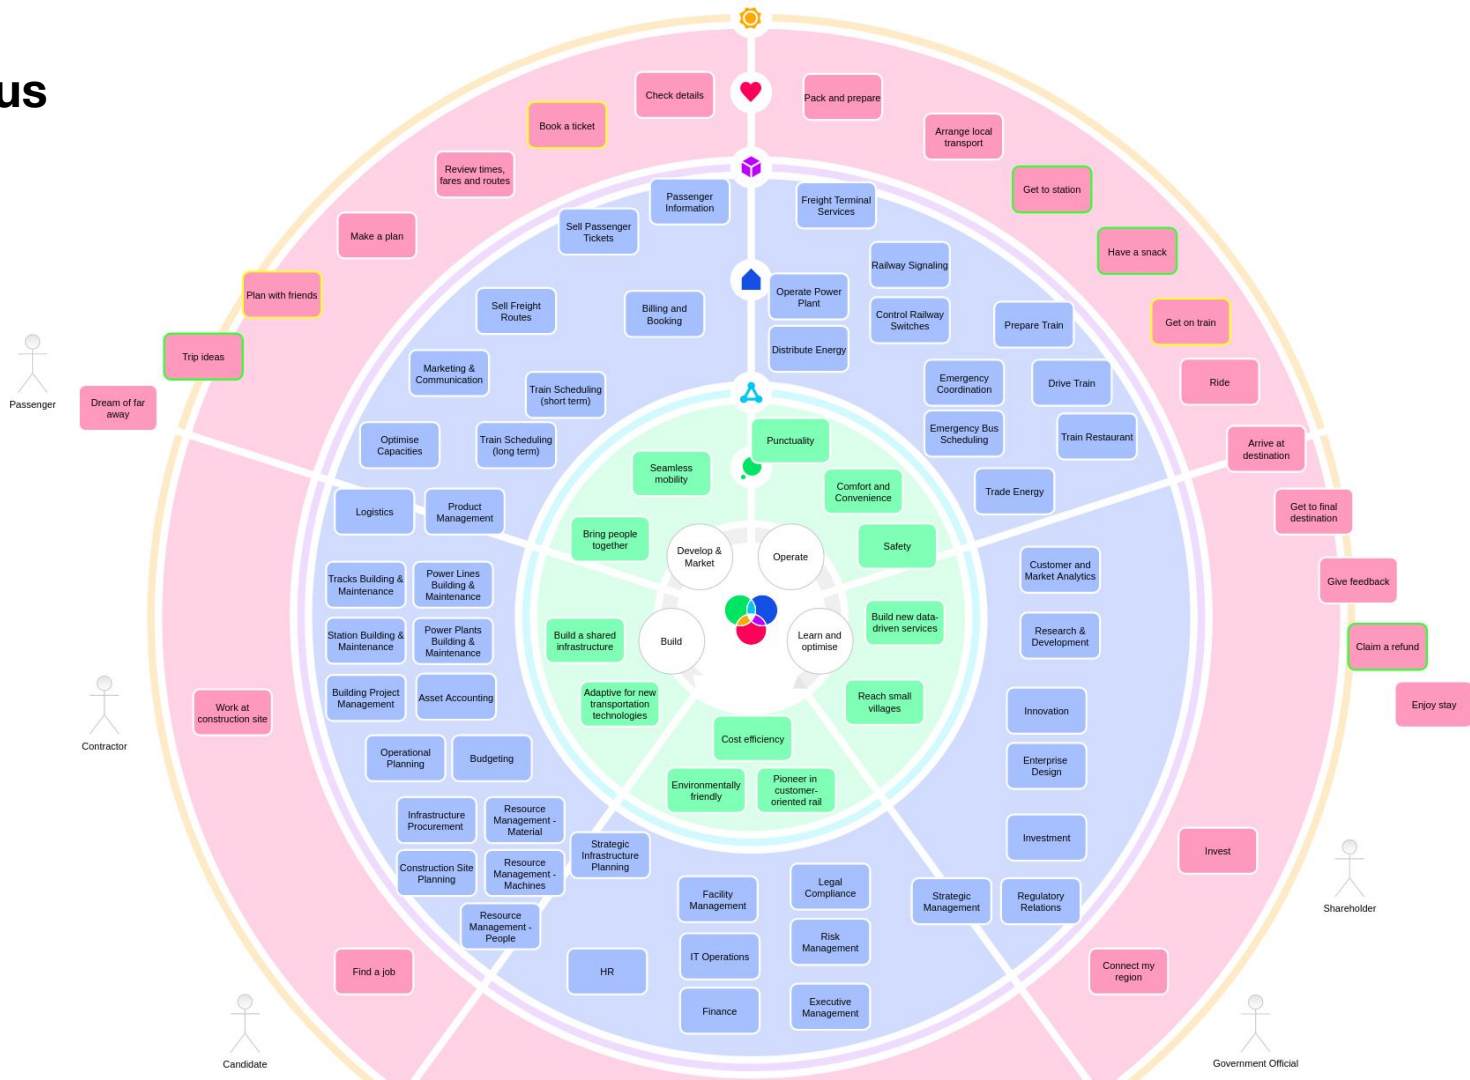 us
Check details
Pack and prepare
Book a ticket
Arrange local
transport
Review times,
fares and routes
Get to station
Make a plan
Have a snack
Plan with friends
Get on train
Trip ideas
Ride
Passenger
Dream of far
away
Arrive at
destination
Get to final
destination
Give feedback
Claim a refund
Enjoy stay
Passenger
Information
Freight Terminal
Services
Sell Passenger
Tickets
Railway Signaling
Sell Freight
Routes
Billing and
Booking
Operate Power
Plant
Control Railway
Switches
Prepare Train
Distribute Energy
Marketing &
Communication
Train Scheduling
(short term)
Emergency
Coordination
Drive Train
Optimise
Capacities
Train Scheduling
(long term)
Emergency Bus
Scheduling
Train Restaurant
Trade Energy
Logistics
Product
Management
Punctuality
Seamless
mobility
Comfort and
Convenience
Bring people
together
Safety
Develop &
Market
Operate
Build
Learn and
optimise
Build a shared
infrastructure
Build new data-
driven services
Adaptive for new
transportation
technologies
Reach small
villages
Cost efficiency
Environmentally
friendly
Pioneer in
customer-
oriented rail
Tracks Building &
Maintenance
Power Lines
Building &
Maintenance
Station Building &
Maintenance
Power Plants
Building &
Maintenance
Building Project
Management
Asset Accounting
Operational
Planning
Budgeting
Infrastructure
Procurement
Resource
Management -
Material
Construction Site
Planning
Resource
Management -
Machines
Strategic
Infrastructure
Planning
Resource
Management -
People
Customer and
Market Analytics
Research &
Development
Innovation
Enterprise
Design
Investment
Strategic
Management
Regulatory
Relations
Facility
Management
Legal
Compliance
IT Operations
Risk
Management
HR
Finance
Executive
Management
Work at
construction site
Contractor
Find a job
Candidate
Invest
Shareholder
Connect my
region
Government Official